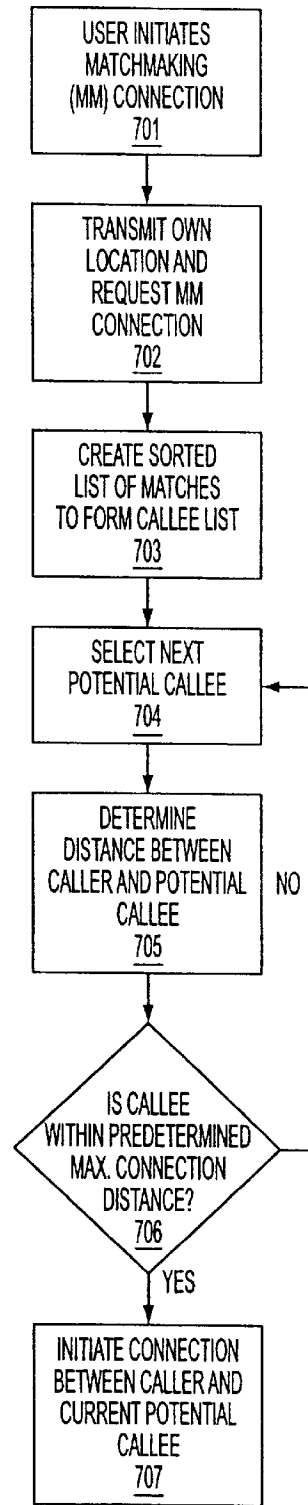 USER INITIATES
MATCHMAKING
(MM) CONNECTION
701
TRANSMIT OWN
LOCATION AND
REQUEST MM
CONNECTION
702
CREATE SORTED
LIST OF MATCHES
TO FORM CALLEE LIST
703
SELECT NEXT
POTENTIAL CALLEE
704
DETERMINE
DISTANCE BETWEEN
CALLER AND POTENTIAL
CALLEE
705
NO
IS CALLEE
WITHIN PREDETERMINED
MAX. CONNECTION
DISTANCE?
706
YES
INITIATE CONNECTION
BETWEEN CALLER AND
CURRENT POTENTIAL
CALLEE
707